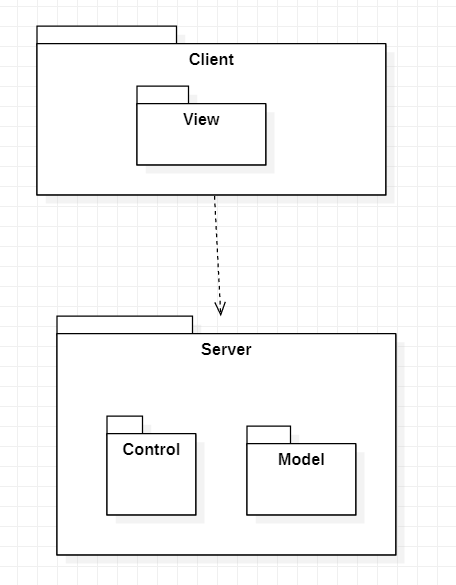 Client
View
Server
Control
Model